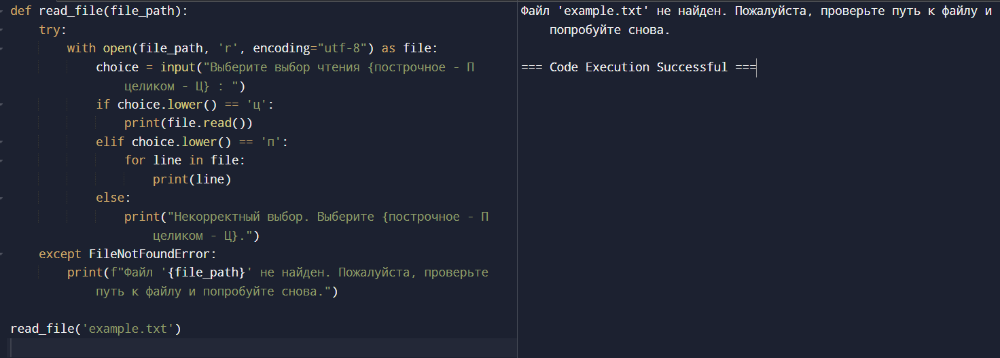 def read_file(file_path):
    try:
        with open(file_path, 'r', encoding="utf-8") as file:
            choice = input("Выберите выбор чтения {построчное - П
                целиком - Ц} : ")
            if choice.lower() == 'ц':
                print(file.read())
            elif choice.lower() == 'п':
                for line in file:
                    print(line)
            else:
                print("Некорректный выбор. Выберите {построчное - П
                    целиком - Ц}.")
    except FileNotFoundError:
        print(f"Файл '{file_path}' не найден. Пожалуйста, проверьте
            путь к файлу и попробуйте снова.")

read_file('example.txt')
Файл 'example.txt' не найден. Пожалуйста, проверьте путь к файлу и
    попробуйте снова.

=== Code Execution Successful ===